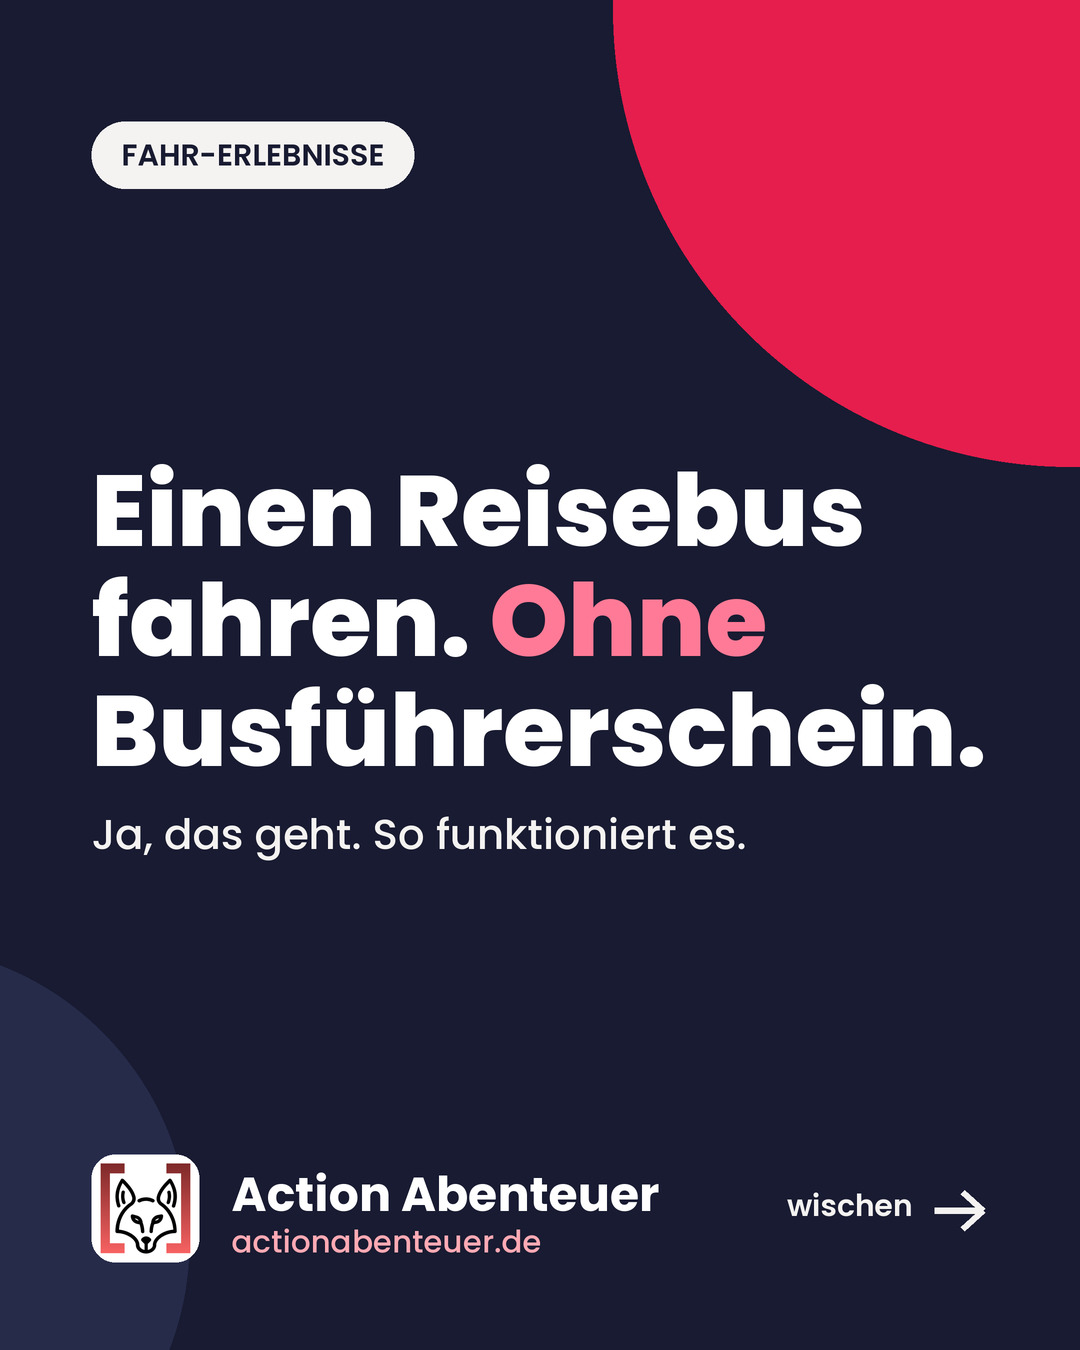 FAHR-ERLEBNISSE
Einen Reisebus
fahren. Ohne
Busführerschein.
Ja, das geht. So funktioniert es.
Action Abenteuer
actionabenteuer.de
wischen →